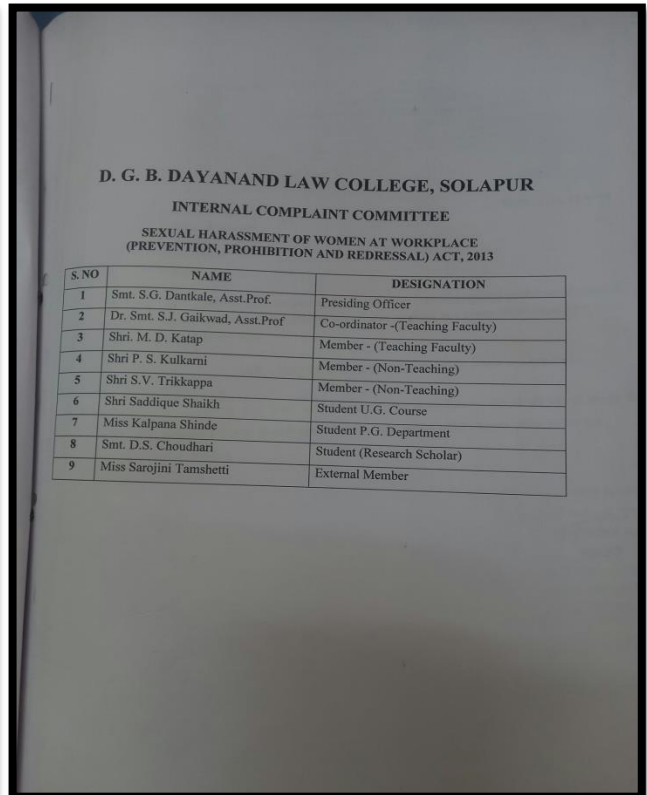 D. G. B. DAYANAND LAW COLLEGE, SOLAPUR
INTERNAL COMPLAINT COMMITTEE
SEXUAL HARASSMENT OF WOMEN AT WORKPLACE
(PREVENTION, PROHIBITION AND REDRESSAL) ACT, 2013
S. NO NAME DESIGNATION
1 Smt. S.G. Dantkale, Asst.Prof. Presiding Officer
2 Dr. Smt. S.J. Gaikwad, Asst.Prof Co-ordinator -(Teaching Faculty)
3 Shri. M. D. Katap Member - (Teaching Faculty)
4 Shri P. S. Kulkarni Member - (Non-Teaching)
5 Shri S.V. Trikkappa Member - (Non-Teaching)
6 Shri Saddique Shaikh Student U.G. Course
7 Miss Kalpana Shinde Student P.G. Department
8 Smt. D.S. Choudhari Student (Research Scholar)
9 Miss Sarojini Tamshetti External Member